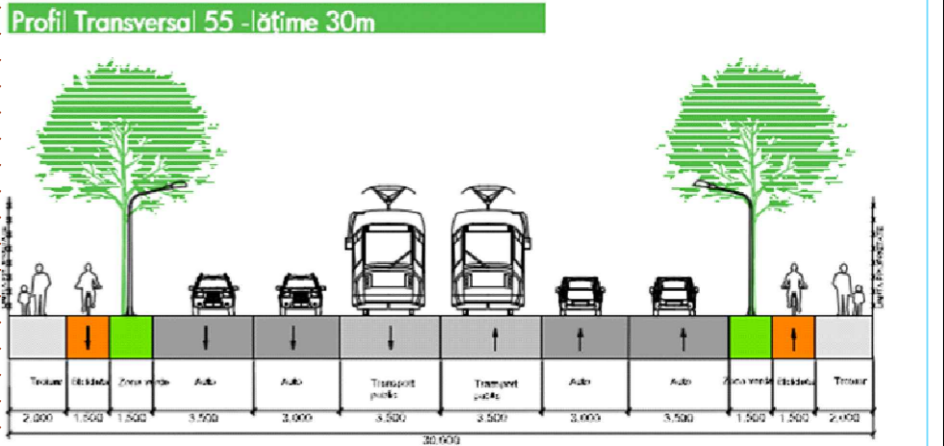 Profil Transversal 55 -lățime 30m
Trotuar Bicicleta Zona verde Auto Auto Transport public Transport public Auto Auto Zona verde Bicicleta Trotuar
2.000 1.500 1.500 3.500 3.000 3.500 3.500 3.000 3.500 1.500 1.500 2.000
30.000